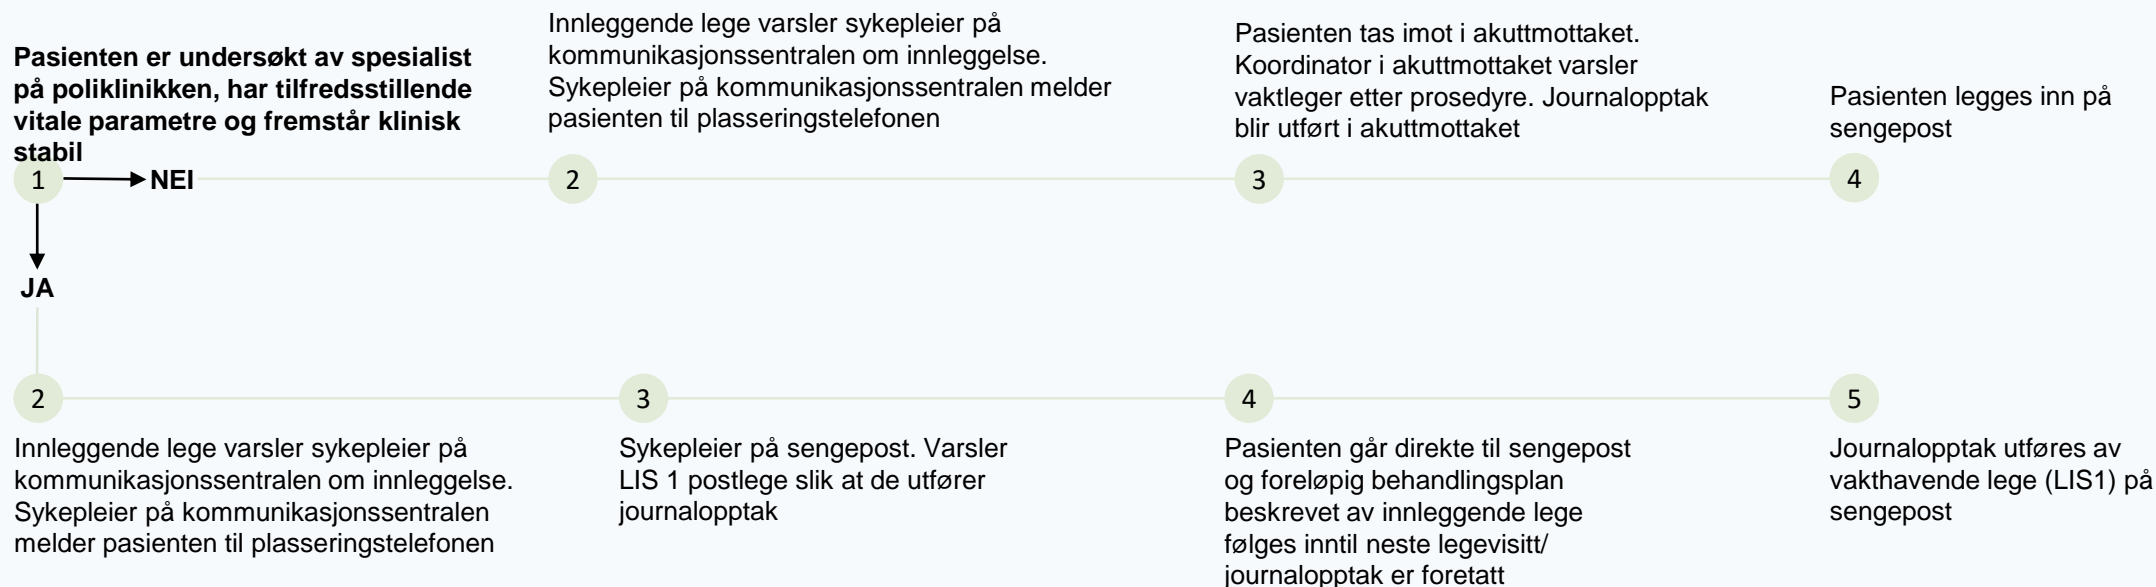 Pasienten er undersøkt av spesialist
på poliklinikken, har tilfredsstillende
vitale parametre og fremstår klinisk
stabil
1
NEI
Innleggende lege varsler sykepleier på
kommunikasjonssentralen om innleggelse.
Sykepleier på kommunikasjonssentralen melder
pasienten til plasseringstelefonen
2
Pasienten tas imot i akuttmottaket.
Koordinator i akuttmottaket varsler
vaktleger etter prosedyre. Journalopptak
blir utført i akuttmottaket
3
Pasienten legges inn på
sengepost
4
JA
2
Innleggende lege varsler sykepleier på
kommunikasjonssentralen om innleggelse.
Sykepleier på kommunikasjonssentralen
melder pasienten til plasseringstelefonen
3
Sykepleier på sengepost. Varsler
LIS 1 postlege slik at de utfører
journalopptak
4
Pasienten går direkte til sengepost
og foreløpig behandlingsplan
beskrevet av innleggende lege
følges inntil neste legevisitt/
journalopptak er foretatt
5
Journalopptak utføres av
vakthavende lege (LIS1) på
sengepost